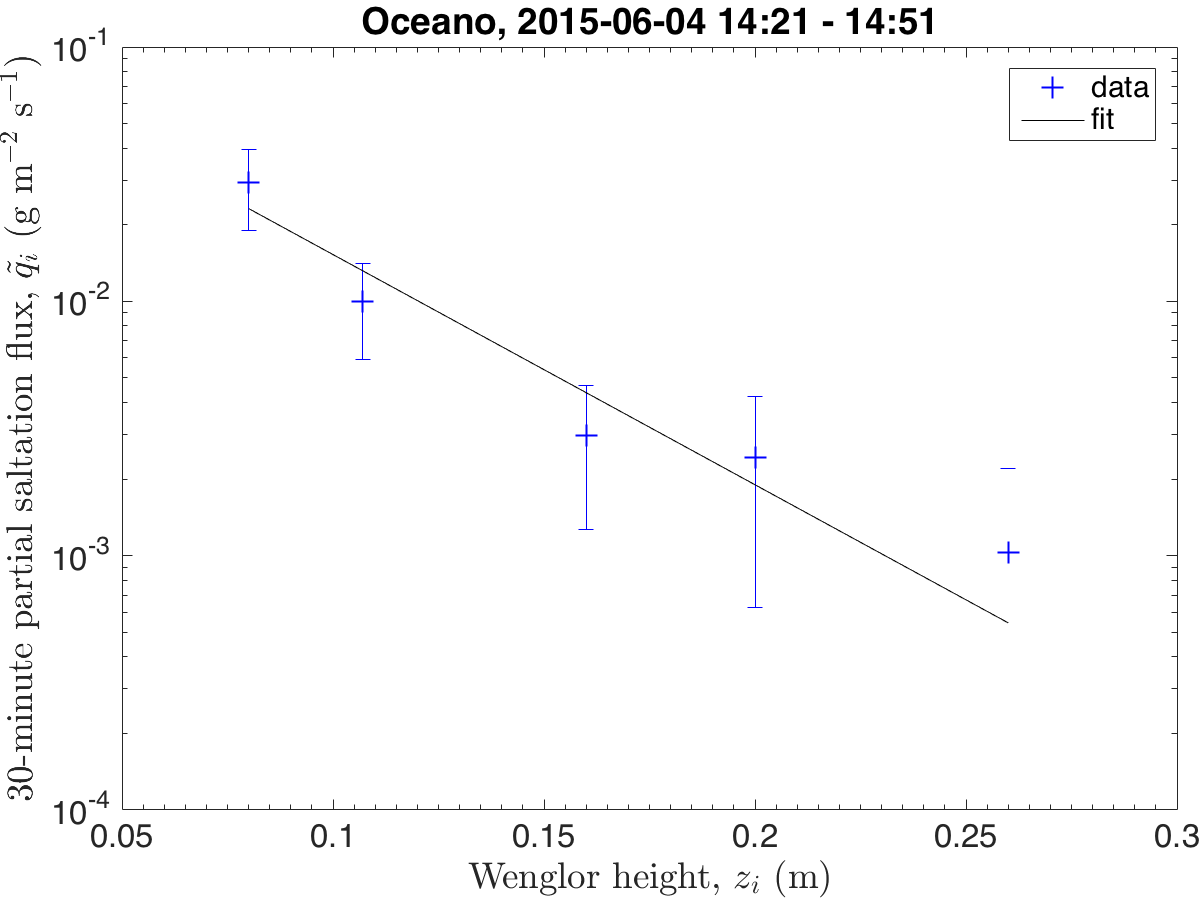 Oceano, 2015-06-04 14:21 - 14:51
30-minute partial saltation flux, q̃ᵢ (g m⁻² s⁻¹)
10⁻¹
10⁻²
10⁻³
10⁻⁴
data
fit
0.05 0.1 0.15 0.2 0.25 0.3
Wenglor height, zᵢ (m)